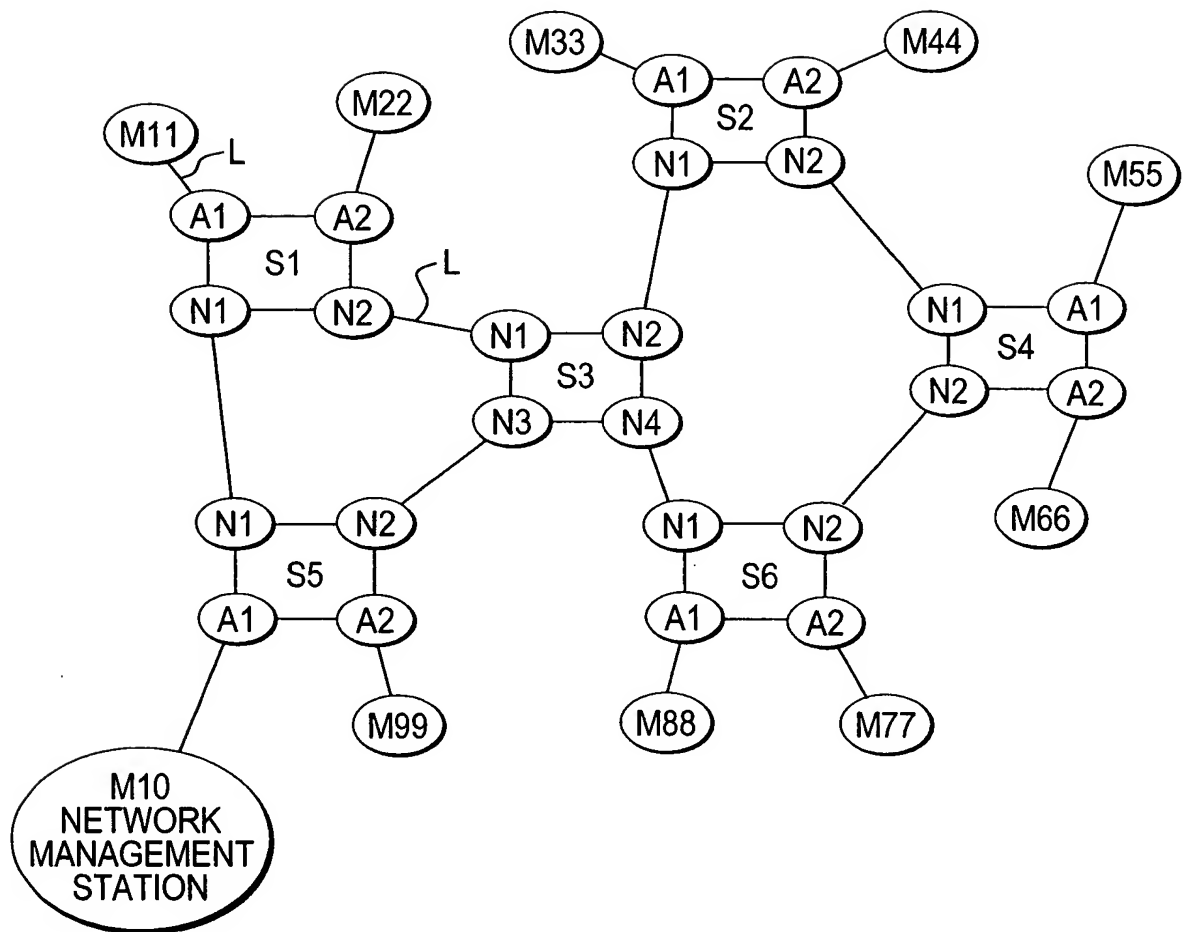 M33
M44
A1
A2
M22
S2
M11
L
N1
N2
M55
A1
A2
S1
L
N1
N2
N1
A1
N1
N2
S4
S3
N2
A2
N3
N4
N1
N2
N1
N2
M66
S5
S6
A1
A2
A1
A2
M99
M88
M77
M10
NETWORK
MANAGEMENT
STATION